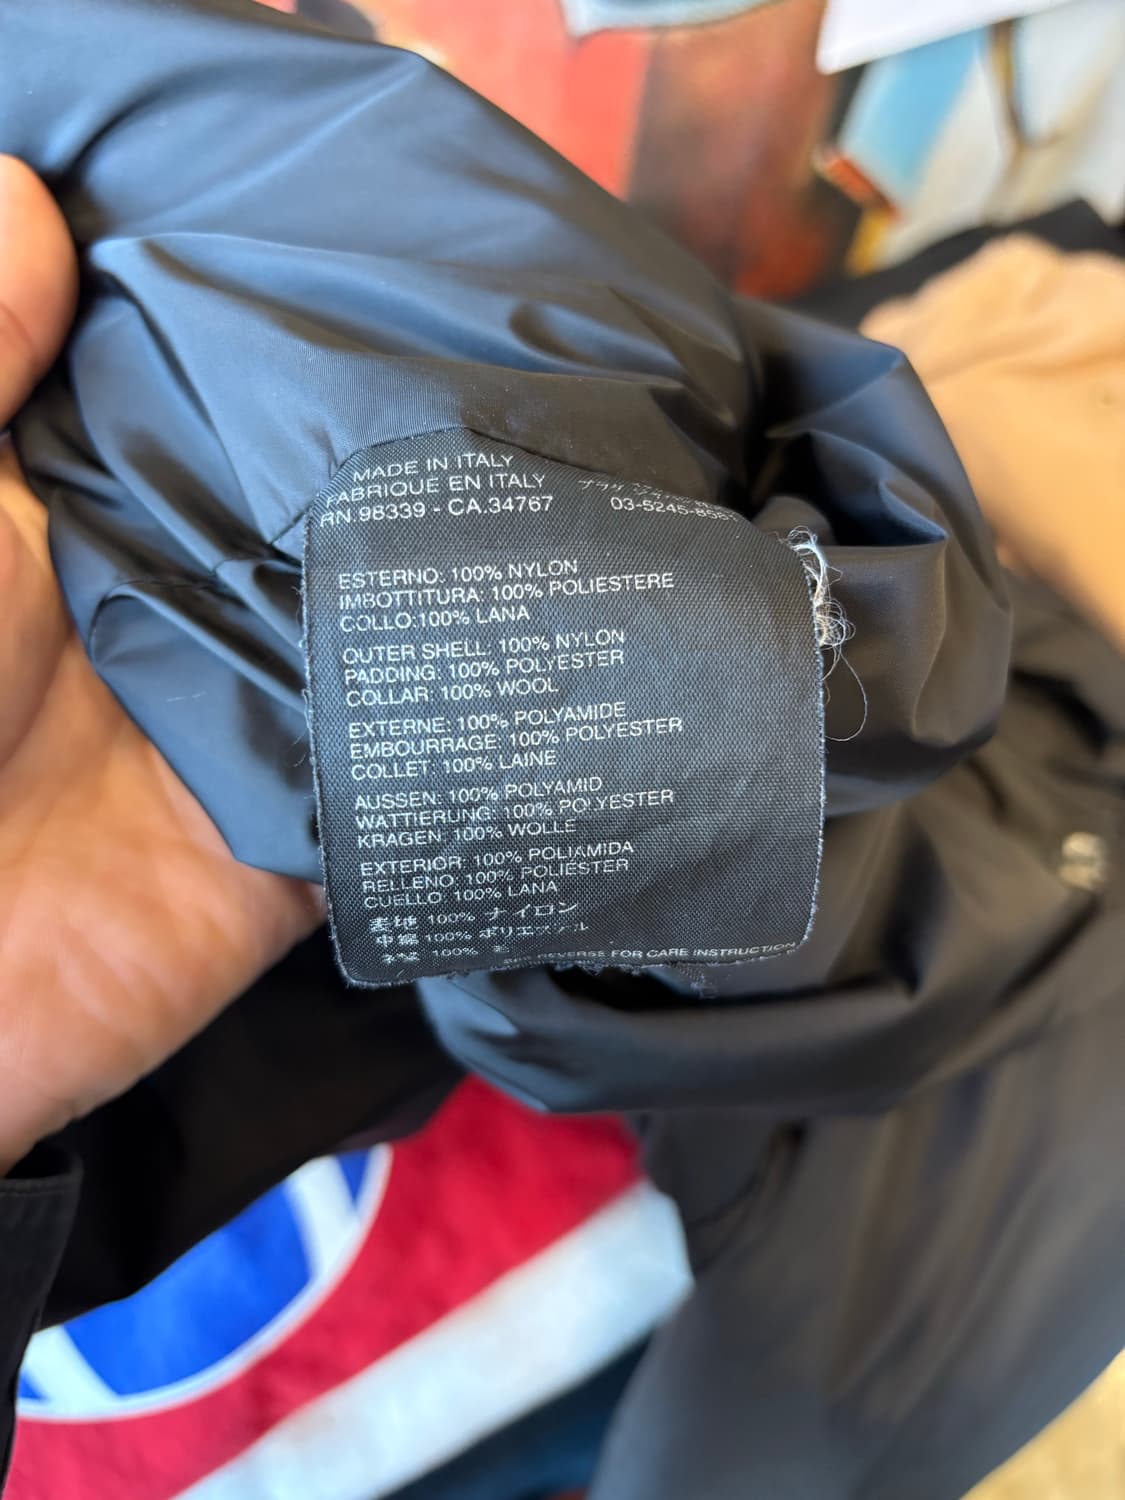 MADE IN ITALY
FABRIQUE EN ITALY
RN.98339 - CA.34767
03-5245-8561
ESTERNO: 100% NYLON
IMBOTTITURA: 100% POLIESTERE
COLLO:100% LANA
OUTER SHELL: 100% NYLON
PADDING: 100% POLYESTER
COLLAR: 100% WOOL
EXTERNE: 100% POLYAMIDE
EMBOURRAGE: 100% POLYESTER
COLLET: 100% LAINE
AUSSEN: 100% POLYAMID
WATTIERUNG: 100% POLYESTER
KRAGEN: 100% WOLLE
EXTERIOR: 100% POLIAMIDA
RELLENO: 100% POLIESTER
CUELLO: 100% LANA
表地 100% ナイロン
中綿 100% ポリエステル
100%
REVERSE FOR CARE INSTRUCTION